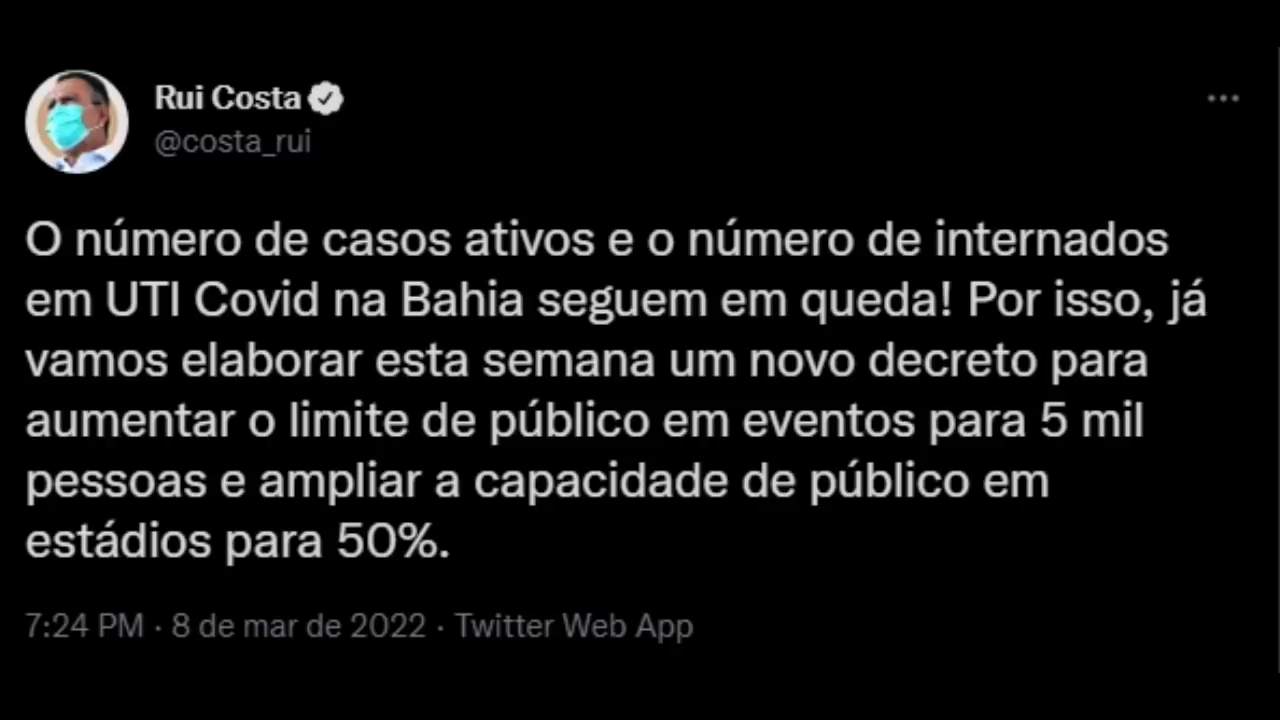 Rui Costa
@costa_rui
O número de casos ativos e o número de internados
em UTI Covid na Bahia seguem em queda! Por isso, já
vamos elaborar esta semana um novo decreto para
aumentar o limite de público em eventos para 5 mil
pessoas e ampliar a capacidade de público em
estádios para 50%.
7:24 PM · 8 de mar de 2022 · Twitter Web App